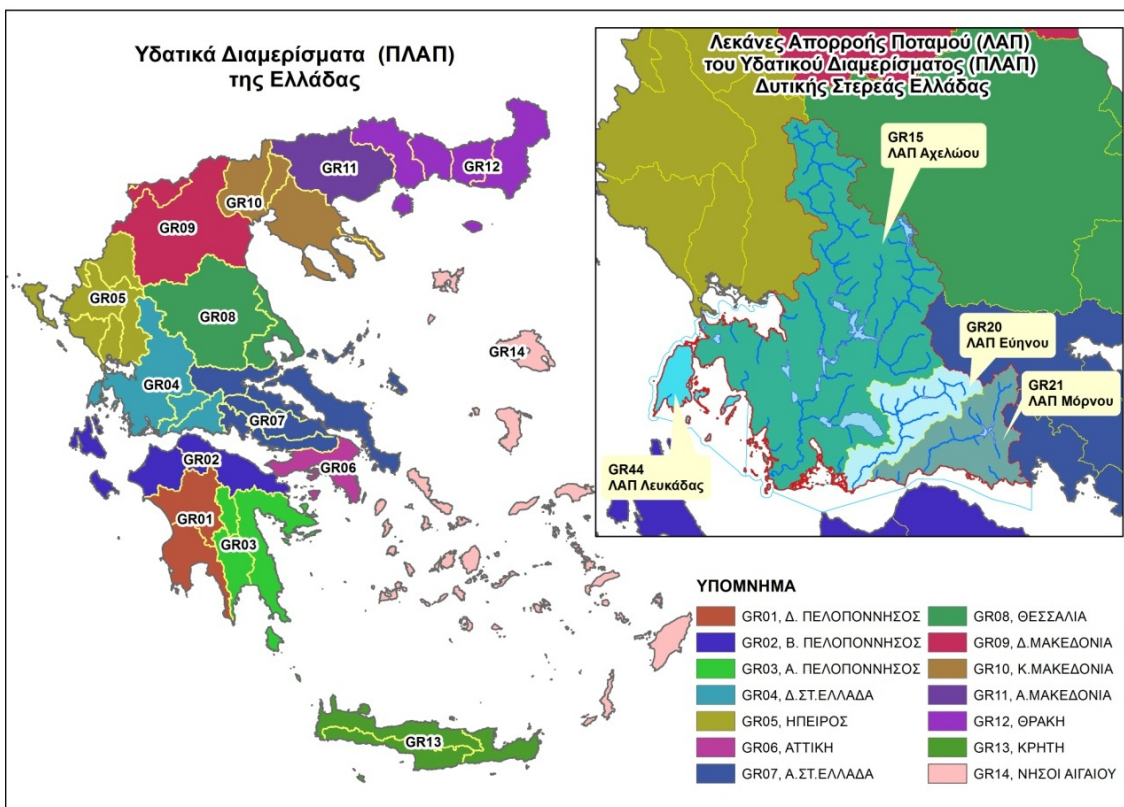 Υδατικά Διαμερίσματα (ΠΛΑΠ)
της Ελλάδας
GR12
GR11
GR10
GR09
GR05
GR08
GR14
GR04
GR07
GR02
GR06
GR01
GR03
GR13
Λεκάνες Απορροής Ποταμού (ΛΑΠ)
του Υδατικού Διαμερίσματος (ΠΛΑΠ)
Δυτικής Στερεάς Ελλάδας
GR15
ΛΑΠ Αχελώου
GR20
ΛΑΠ Εύηνου
GR21
ΛΑΠ Μόρνου
GR44
ΛΑΠ Λευκάδας
ΥΠΟΜΝΗΜΑ
GR01, Δ. ΠΕΛΟΠΟΝΝΗΣΟΣ
GR02, Β. ΠΕΛΟΠΟΝΝΗΣΟΣ
GR03, Α. ΠΕΛΟΠΟΝΝΗΣΟΣ
GR04, Δ.ΣΤ.ΕΛΛΑΔΑ
GR05, ΗΠΕΙΡΟΣ
GR06, ΑΤΤΙΚΗ
GR07, Α.ΣΤ.ΕΛΛΑΔΑ
GR08, ΘΕΣΣΑΛΙΑ
GR09, Δ.ΜΑΚΕΔΟΝΙΑ
GR10, Κ.ΜΑΚΕΔΟΝΙΑ
GR11, Α.ΜΑΚΕΔΟΝΙΑ
GR12, ΘΡΑΚΗ
GR13, ΚΡΗΤΗ
GR14, ΝΗΣΟΙ ΑΙΓΑΙΟΥ